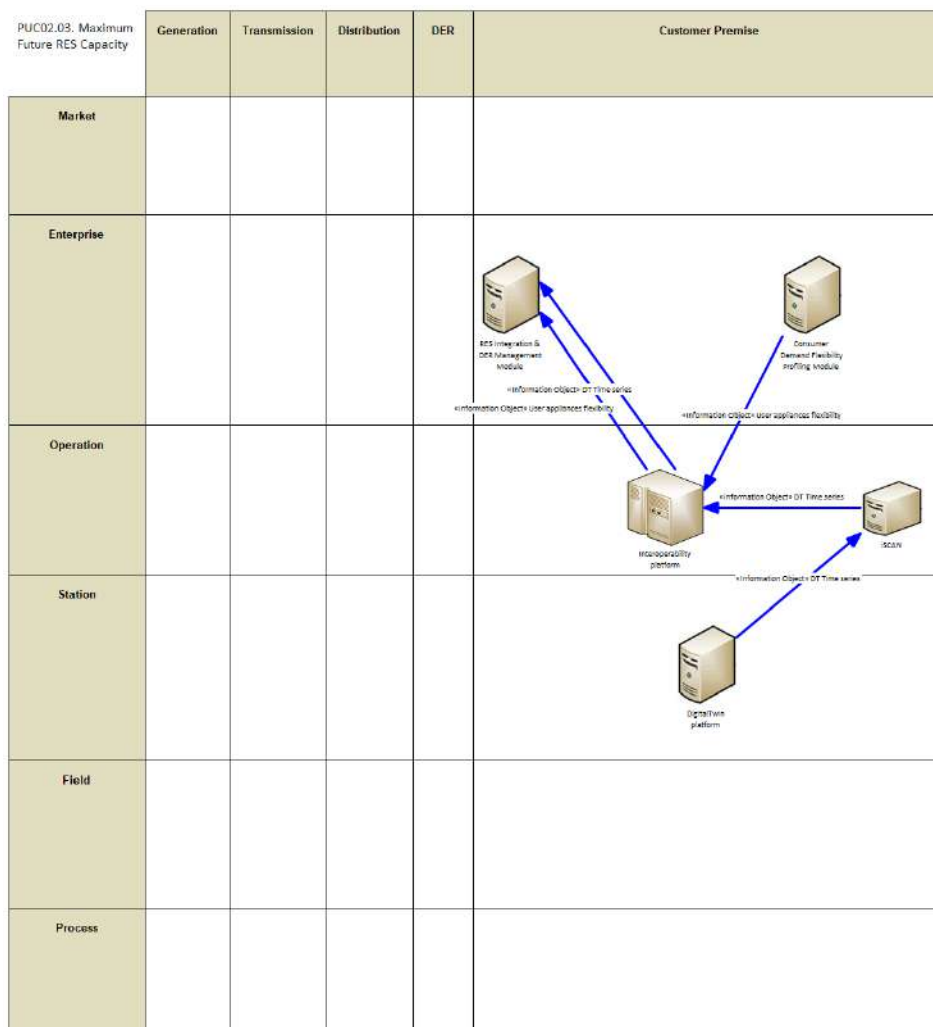 PUC02.03. Maximum
Future RES Capacity
Generation
Transmission
Distribution
DER
Customer Premise
Market
Enterprise
RES Integration &
DER Management
Module
Consumer
Demand Flexibility
Profiling Module
«Information Object» DT Time series
«Information Object» User appliances flexibility
«Information Object» User appliances flexibility
Operation
«Information Object» DT Time series
Interoperability
platform
iSCAN
«Information Object» DT Time series
Station
DigitalTwin
platform
Field
Process